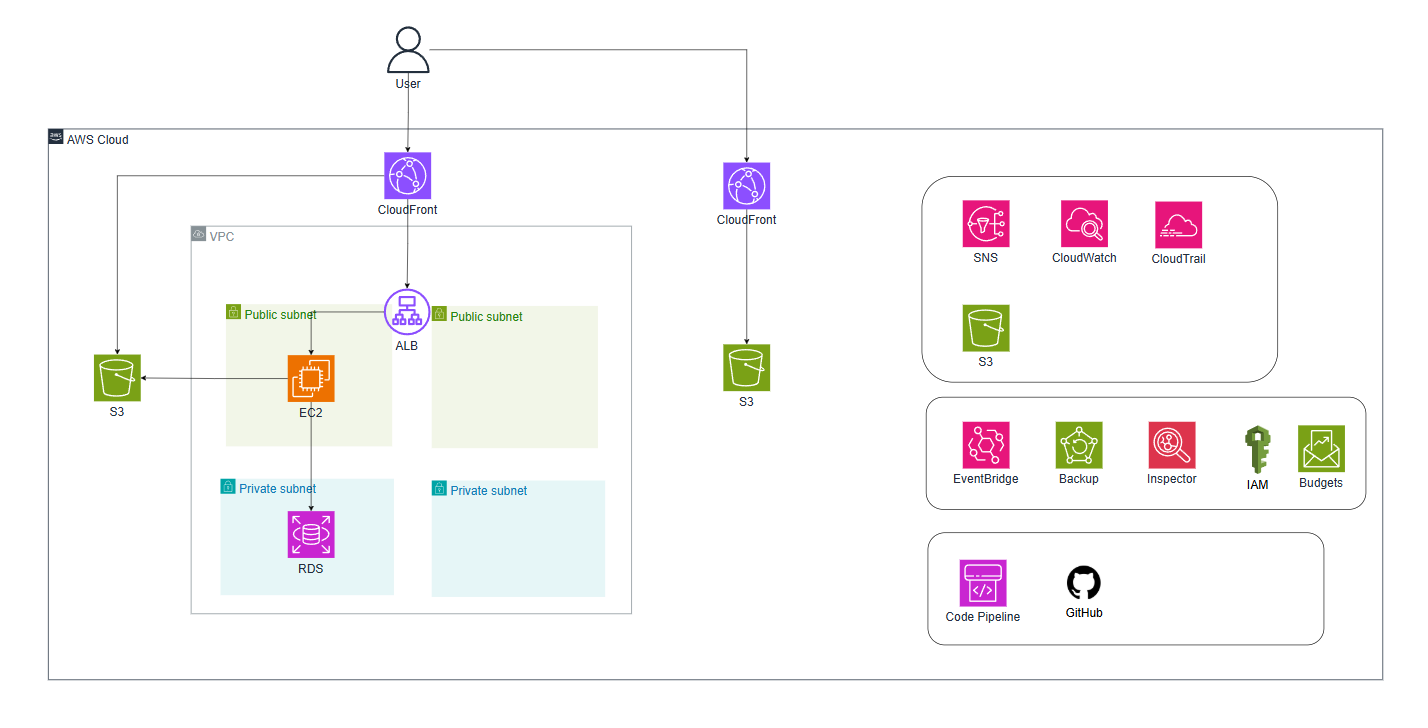 User
aws
AWS Cloud
CloudFront
CloudFront
VPC
SNS
CloudWatch
CloudTrail
Public subnet
Public subnet
ALB
S3
S3
EC2
S3
EventBridge
Backup
Inspector
IAM
Budgets
Private subnet
Private subnet
RDS
Code Pipeline
GitHub